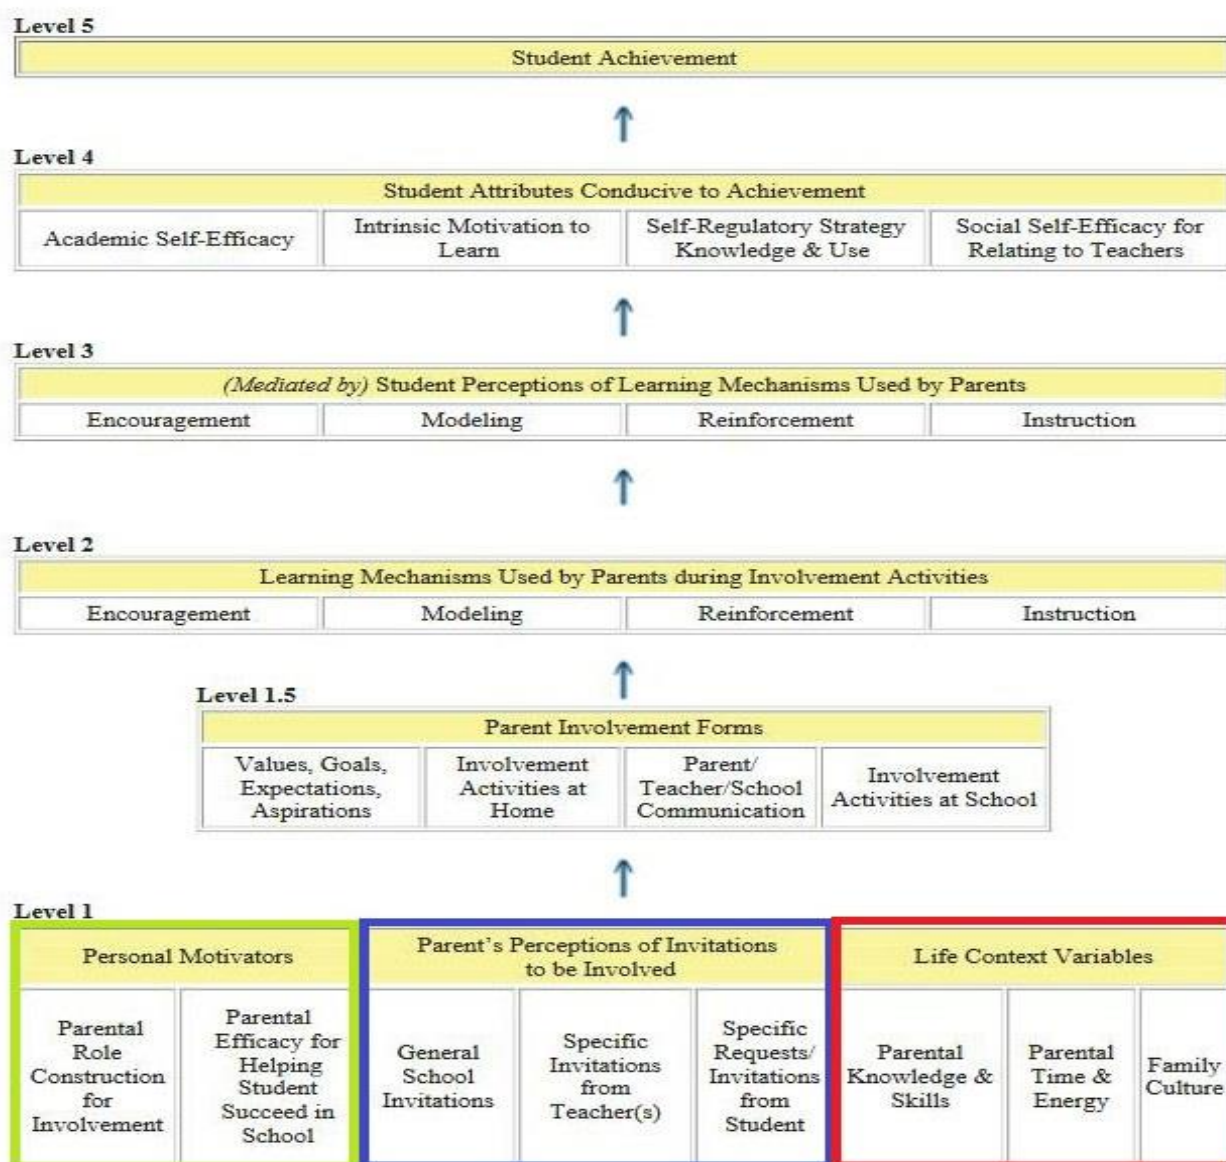 Level 5
Student Achievement
Level 4
Student Attributes Conducive to Achievement
Academic Self-Efficacy
Intrinsic Motivation to
Learn
Self-Regulatory Strategy
Knowledge & Use
Social Self-Efficacy for
Relating to Teachers
Level 3
(Mediated by) Student Perceptions of Learning Mechanisms Used by Parents
Encouragement
Modeling
Reinforcement
Instruction
Level 2
Learning Mechanisms Used by Parents during Involvement Activities
Encouragement
Modeling
Reinforcement
Instruction
Level 1.5
Parent Involvement Forms
Values, Goals,
Expectations,
Aspirations
Involvement
Activities at
Home
Parent/
Teacher/School
Communication
Involvement
Activities at School
Level 1
Personal Motivators
Parental
Role
Construction
for
Involvement
Parental
Efficacy for
Helping
Student
Succeed in
School
Parent's Perceptions of Invitations
to be Involved
General
School
Invitations
Specific
Invitations
from
Teacher(s)
Specific
Requests/
Invitations
from
Student
Life Context Variables
Parental
Knowledge &
Skills
Parental
Time &
Energy
Family
Culture